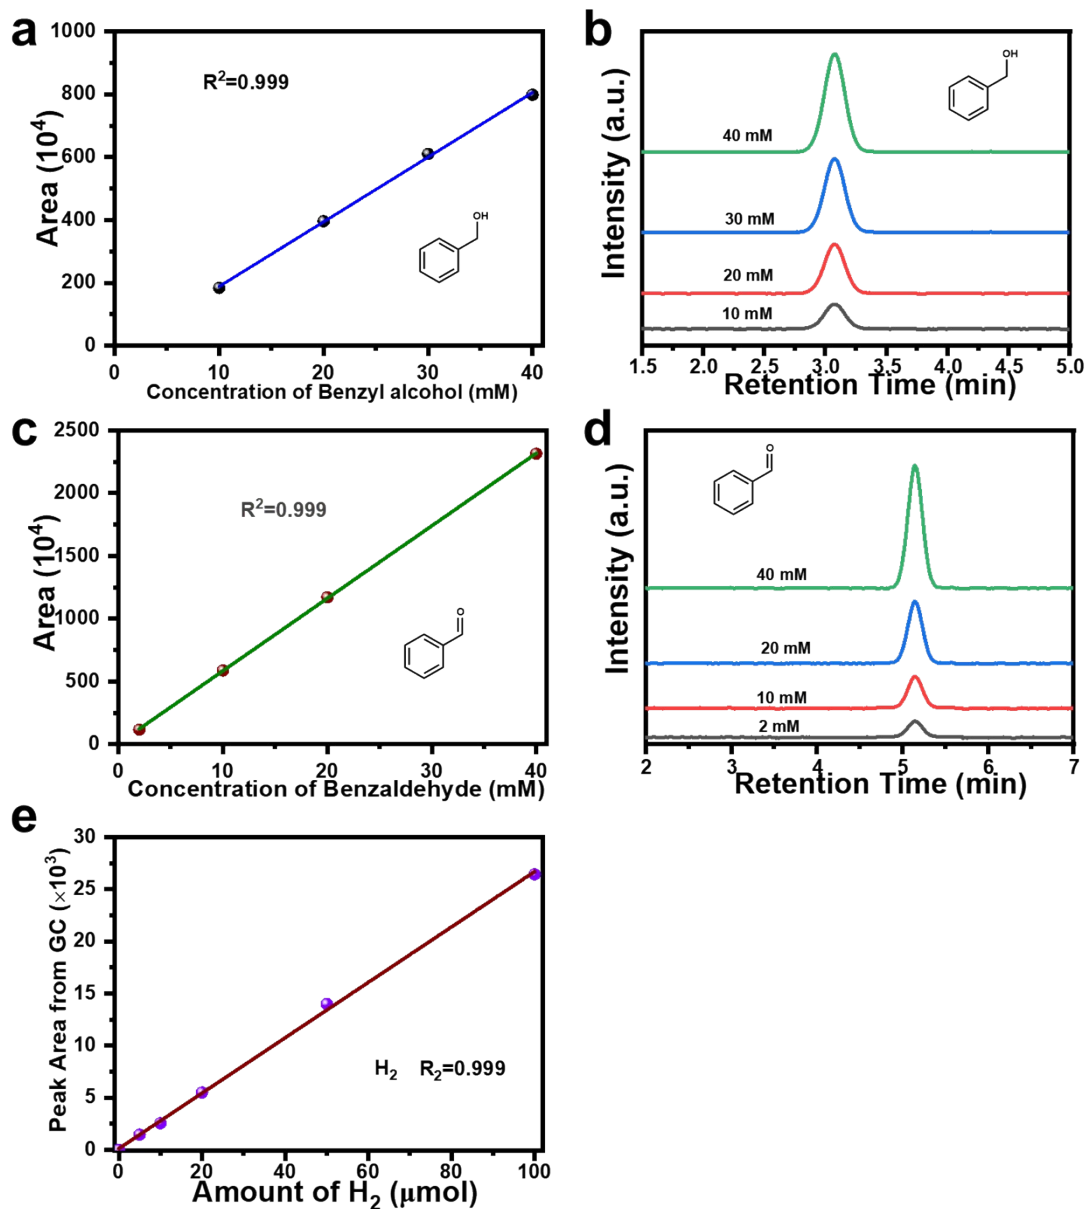 a
1000
800
600
400
200
0
Area (10⁴)
R²=0.999
OH
0 10 20 30 40
Concentration of Benzyl alcohol (mM)
b
Intensity (a.u.)
OH
40 mM
30 mM
20 mM
10 mM
1.5 2.0 2.5 3.0 3.5 4.0 4.5 5.0
Retention Time (min)
c
2500
2000
1500
1000
500
0
Area (10⁴)
R²=0.999
O
0 10 20 30 40
Concentration of Benzaldehyde (mM)
d
Intensity (a.u.)
O
40 mM
20 mM
10 mM
2 mM
2 3 4 5 6 7
Retention Time (min)
e
30
25
20
15
10
5
0
Peak Area from GC (×10³)
H₂ R₂=0.999
0 20 40 60 80 100
Amount of H₂ (μmol)